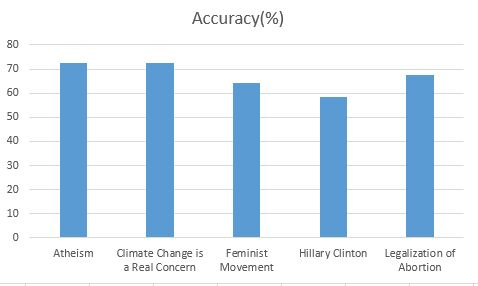 Accuracy(%)
80
70
60
50
40
30
20
10
0
Atheism
Climate Change is
a Real Concern
Feminist
Movement
Hillary Clinton
Legalization of
Abortion